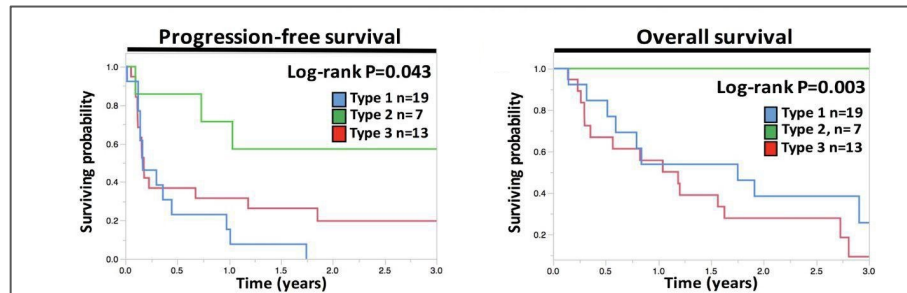 Progression-free survival
Log-rank P=0.043
Type 1 n=19
Type 2 n= 7
Type 3 n=13
Surviving probability
1.0
0.8
0.6
0.4
0.2
0.0
0.0 0.5 1.0 1.5 2.0 2.5 3.0
Time (years)
Overall survival
Log-rank P=0.003
Type 1 n=19
Type 2, n= 7
Type 3 n=13
Surviving probability
1.0
0.8
0.6
0.4
0.2
0.0 0.5 1.0 1.5 2.0 2.5 3.0
Time (years)